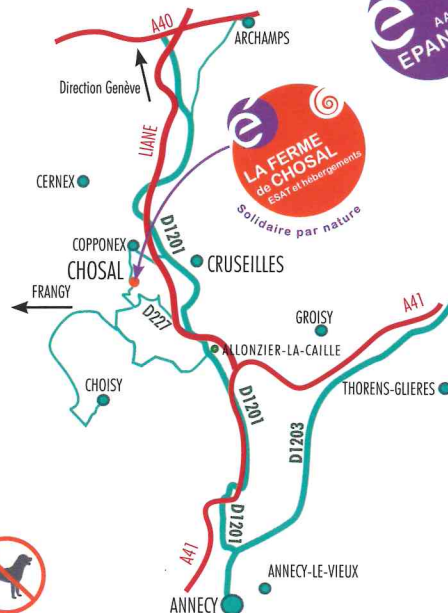 A40
ARCHAMPS
A.A
EPAN
Direction Genève
LIANE
é
LA FERME
de CHOSAL
ESAT et hébergements
Solidaire par nature
CERNEX
D1201
COPPONEX
CHOSAL
CRUSEILLES
FRANGY
D227
GROISY
A41
ALLONZIER-LA-CAILLE
CHOISY
D1201
D1203
THORENS-GLIERES
A41
D1201
ANNECY-LE-VIEUX
ANNECY